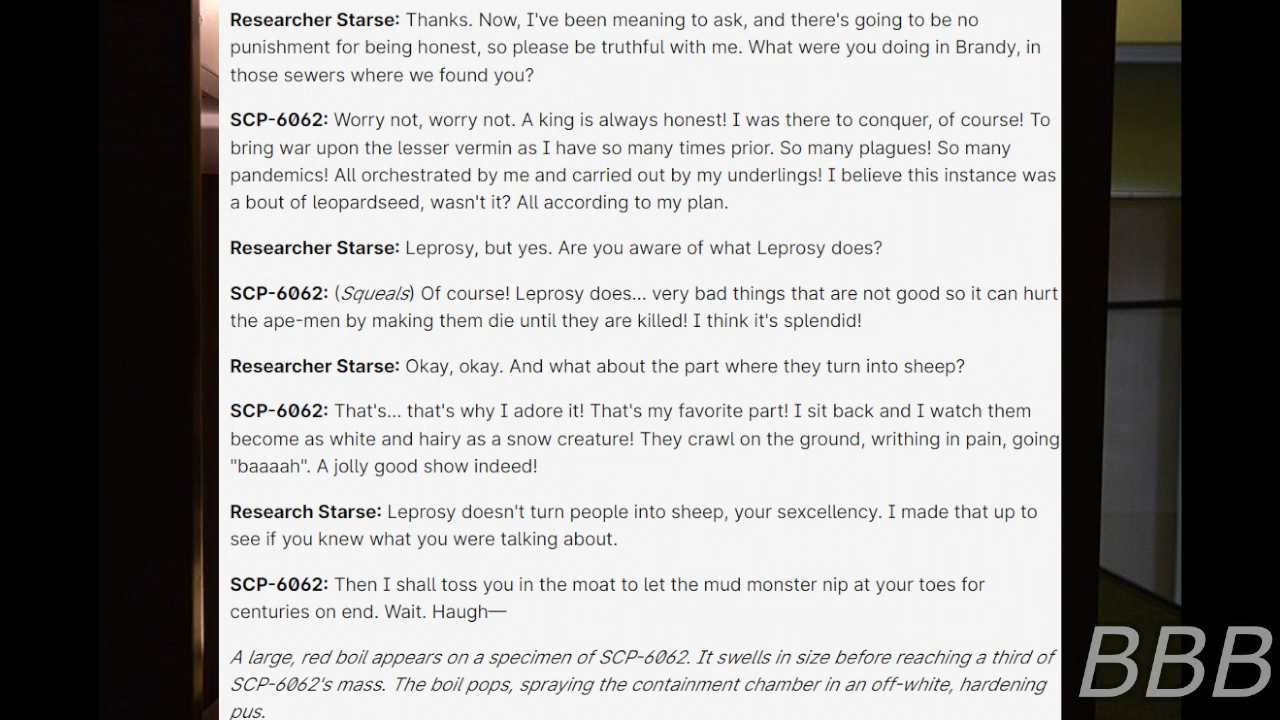 Researcher Starse: Thanks. Now, I've been meaning to ask, and there's going to be no
punishment for being honest, so please be truthful with me. What were you doing in Brandy, in
those sewers where we found you?
SCP-6062: Worry not, worry not. A king is always honest! I was there to conquer, of course! To
bring war upon the lesser vermin as I have so many times prior. So many plagues! So many
pandemics! All orchestrated by me and carried out by my underlings! I believe this instance was
a bout of leopardseed, wasn't it? All according to my plan.
Researcher Starse: Leprosy, but yes. Are you aware of what Leprosy does?
SCP-6062: (Squeals) Of course! Leprosy does... very bad things that are not good so it can hurt
the ape-men by making them die until they are killed! I think it's splendid!
Researcher Starse: Okay, okay. And what about the part where they turn into sheep?
SCP-6062: That's... that's why I adore it! That's my favorite part! I sit back and I watch them
become as white and hairy as a snow creature! They crawl on the ground, writhing in pain, going
"baaaah". A jolly good show indeed!
Research Starse: Leprosy doesn't turn people into sheep, your sexcellency. I made that up to
see if you knew what you were talking about.
SCP-6062: Then I shall toss you in the moat to let the mud monster nip at your toes for
centuries on end. Wait. Haugh—
A large, red boil appears on a specimen of SCP-6062. It swells in size before reaching a third of
SCP-6062's mass. The boil pops, spraying the containment chamber in an off-white, hardening
pus.
BBB